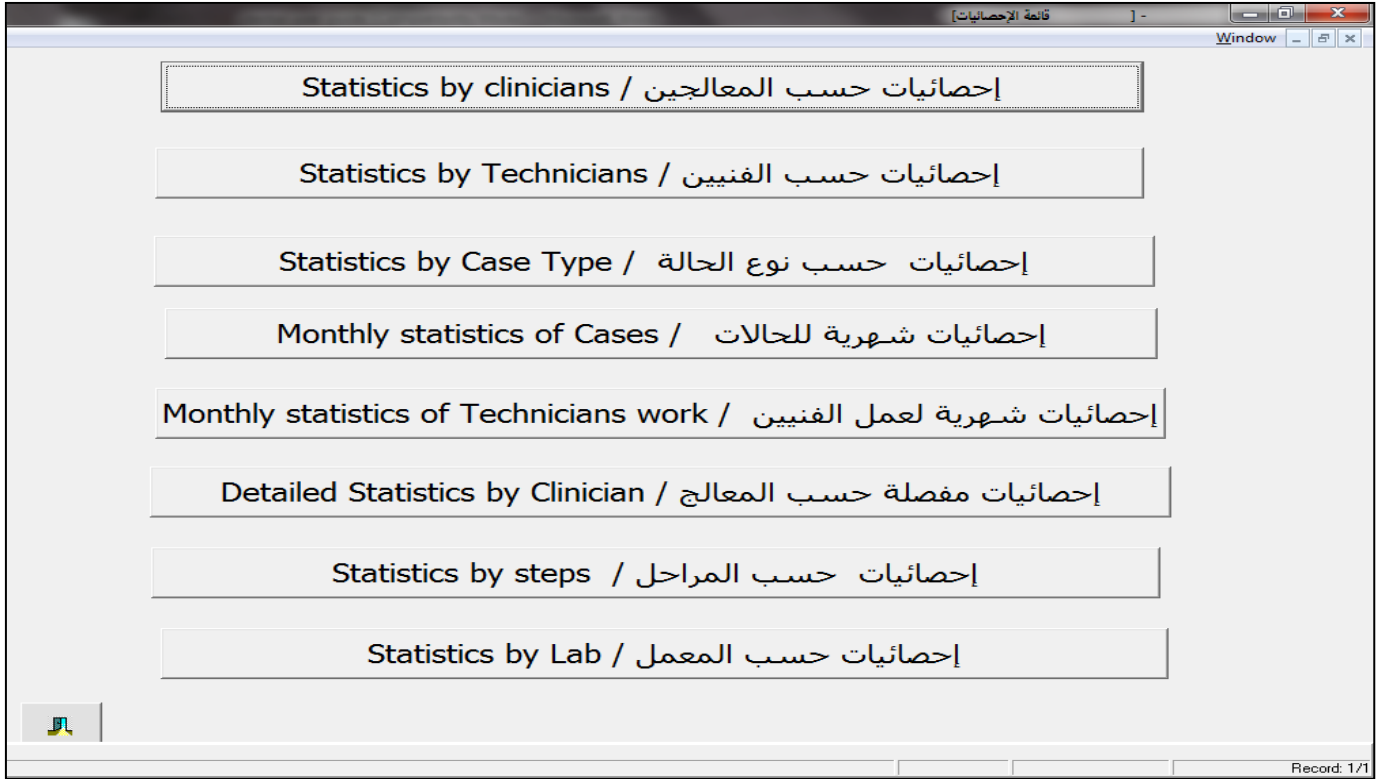 - [ قائمة الإحصائيات]
Window
Statistics by clinicians / إحصائيات حسب المعالجين
Statistics by Technicians / إحصائيات حسب الفنيين
Statistics by Case Type / إحصائيات حسب نوع الحالة
Monthly statistics of Cases / إحصائيات شهرية للحالات
Monthly statistics of Technicians work / إحصائيات شهرية لعمل الفنيين
Detailed Statistics by Clinician / إحصائيات مفصلة حسب المعالج
Statistics by steps / إحصائيات حسب المراحل
Statistics by Lab / إحصائيات حسب المعمل
Record: 1/1